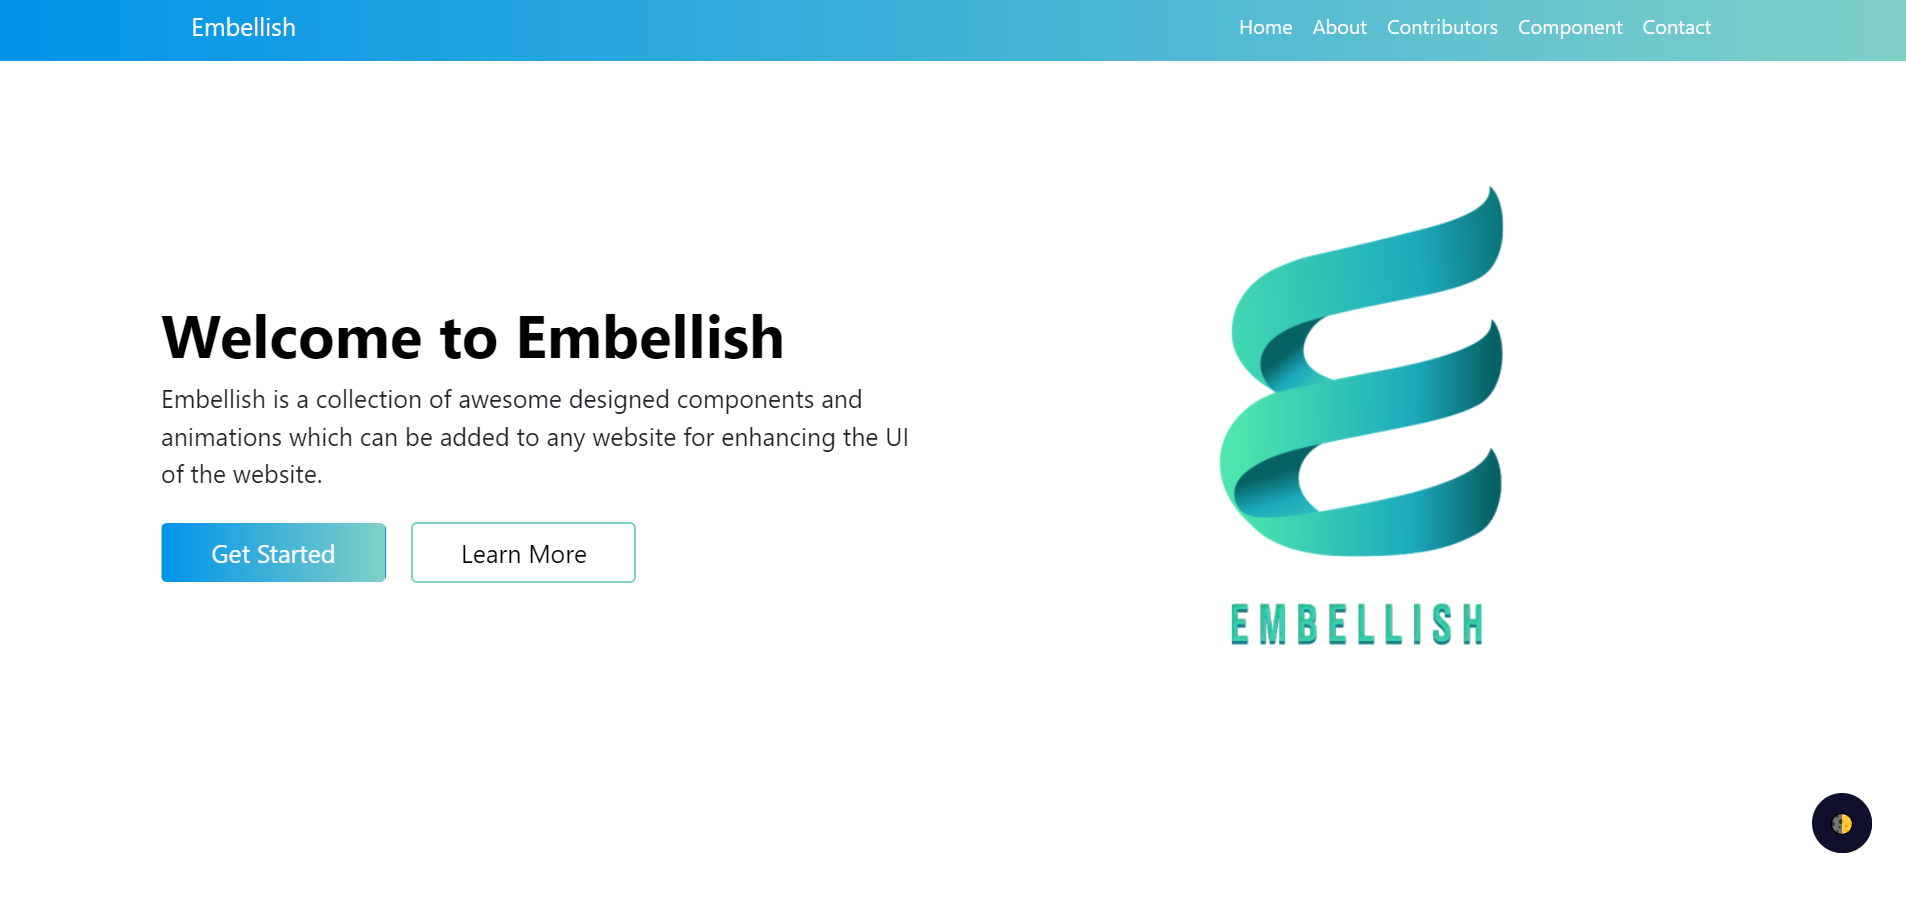 Embellish
Home About Contributors Component Contact
Welcome to Embellish
Embellish is a collection of awesome designed components and
animations which can be added to any website for enhancing the UI
of the website.
Get Started
Learn More
EMBELLISH